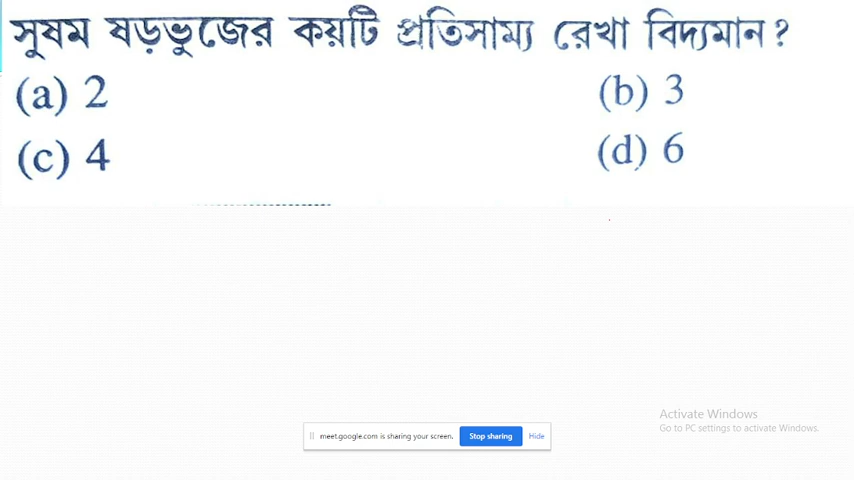 সুষম ষড়ভুজের কয়টি প্রতিসাম্য রেখা বিদ্যমান?
(a) 2 (b) 3
(c) 4 (d) 6
meet.google.com is sharing your screen. Stop sharing Hide
Activate Windows
Go to PC settings to activate Windows.